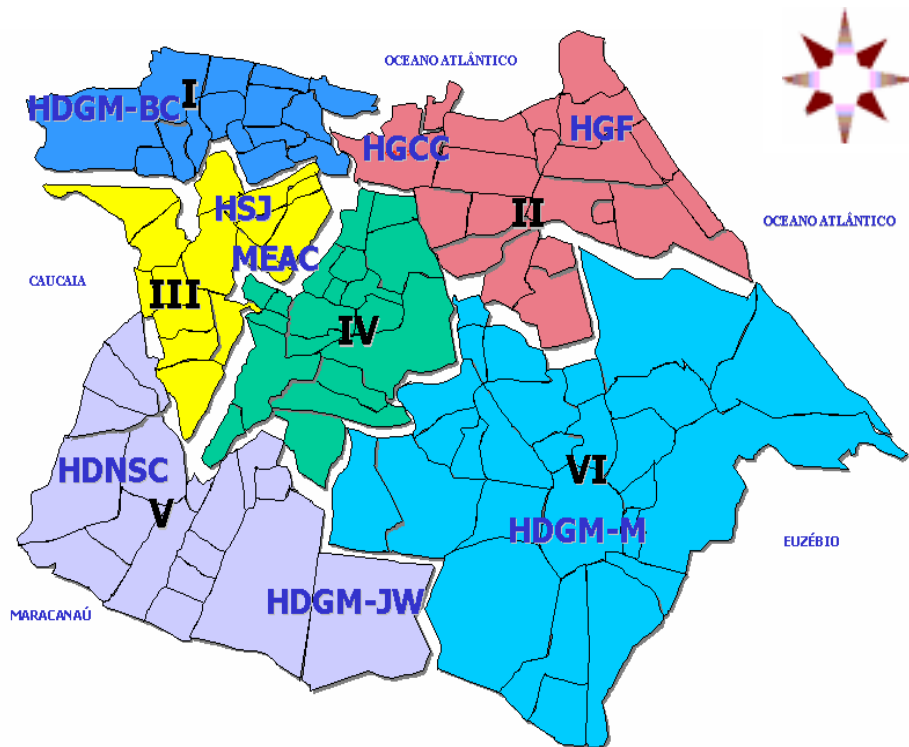 OCEANO ATLÂNTICO
I
HDGM-BC
HGF
HGCC
HSJ
II
OCEANO ATLÂNTICO
MEAC
CAUCAIA
III
IV
HDNSC
VI
V
HDGM-M
EUZÉBIO
HDGM-JW
MARACANAÚ